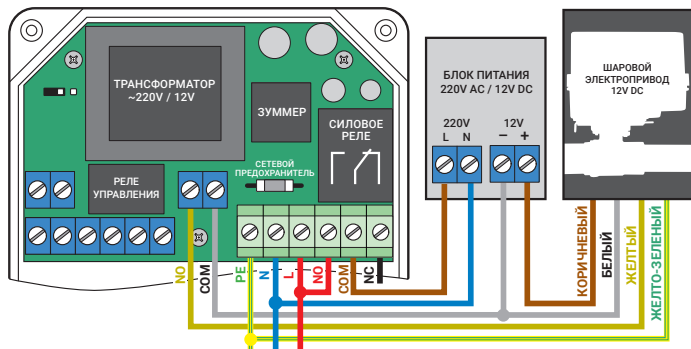 ТРАНСФОРМАТОР
~220V / 12V
ЗУММЕР
СИЛОВОЕ
РЕЛЕ
СЕТЕВОЙ
ПРЕДОХРАНИТЕЛЬ
РЕЛЕ
УПРАВЛЕНИЯ
БЛОК ПИТАНИЯ
220V AC / 12V DC
220V
12V
L
N
−
+
ШАРОВОЙ
ЭЛЕКТРОПРИВОД
12V DC
NO
COM
PE
N
L
NO
COM
NC
КОРИЧНЕВЫЙ
БЕЛЫЙ
ЖЕЛТЫЙ
ЖЕЛТО-ЗЕЛЕНЫЙ